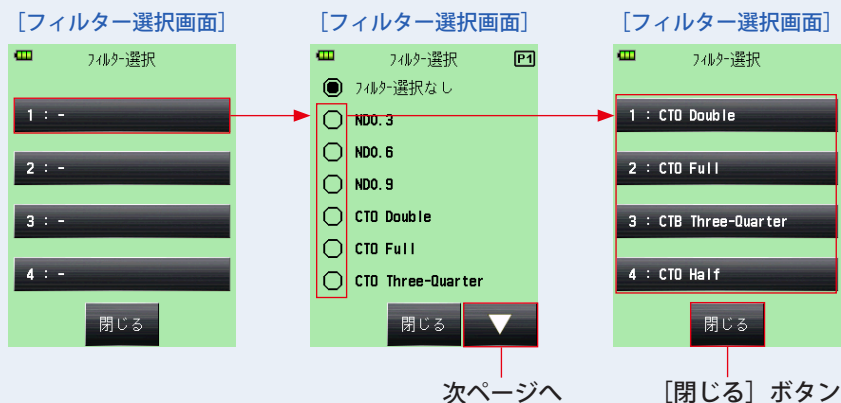 ［フィルター選択画面］
ﾌｨﾙﾀｰ選択
1 : -
2 : -
3 : -
4 : -
閉じる
［フィルター選択画面］
ﾌｨﾙﾀｰ選択 P1
ﾌｨﾙﾀｰ選択なし
ND0.3
ND0.6
ND0.9
CTO Double
CTO Full
CTO Three-Quarter
閉じる
次ページへ
［フィルター選択画面］
ﾌｨﾙﾀｰ選択
1 : CTO Double
2 : CTO Full
3 : CTB Three-Quarter
4 : CTO Half
閉じる
［閉じる］ボタン